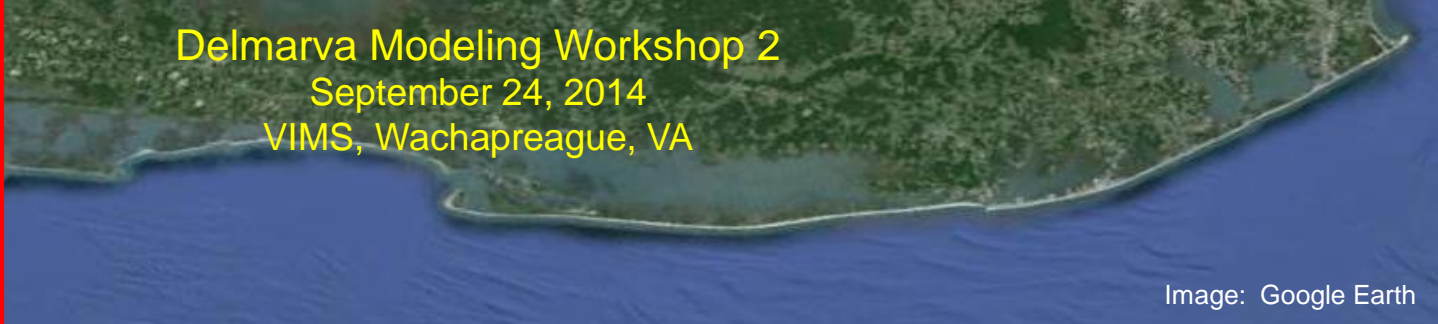 Delmarva Modeling Workshop 2
September 24, 2014
VIMS, Wachapreague, VA
Image: Google Earth